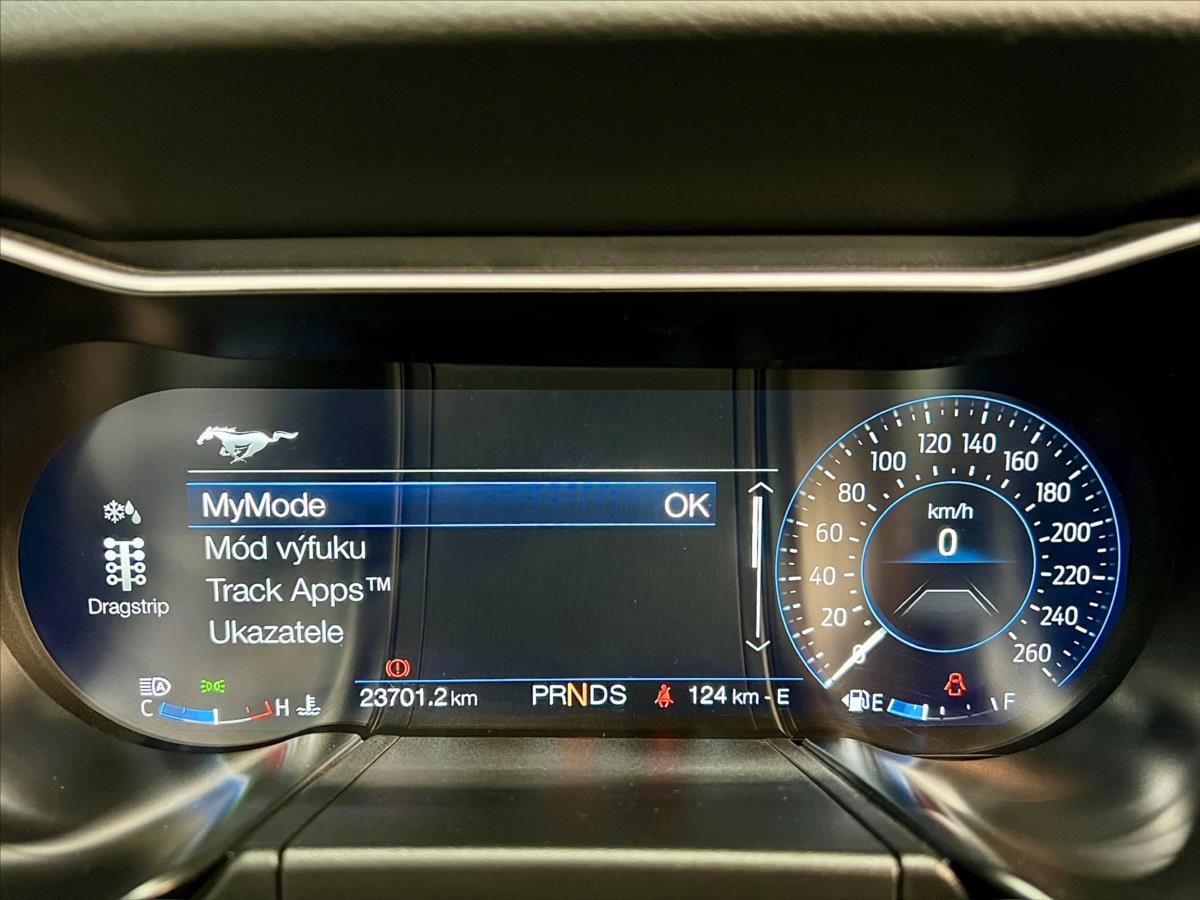 MyMode OK
Mód výfuku
Track Apps™
Ukazatele
Dragstrip
A
C H
23701.2 km
PRNDS
124 km - E
km/h
0
0 20 40 60 80 100 120 140 160 180 200 220 240 260
E F